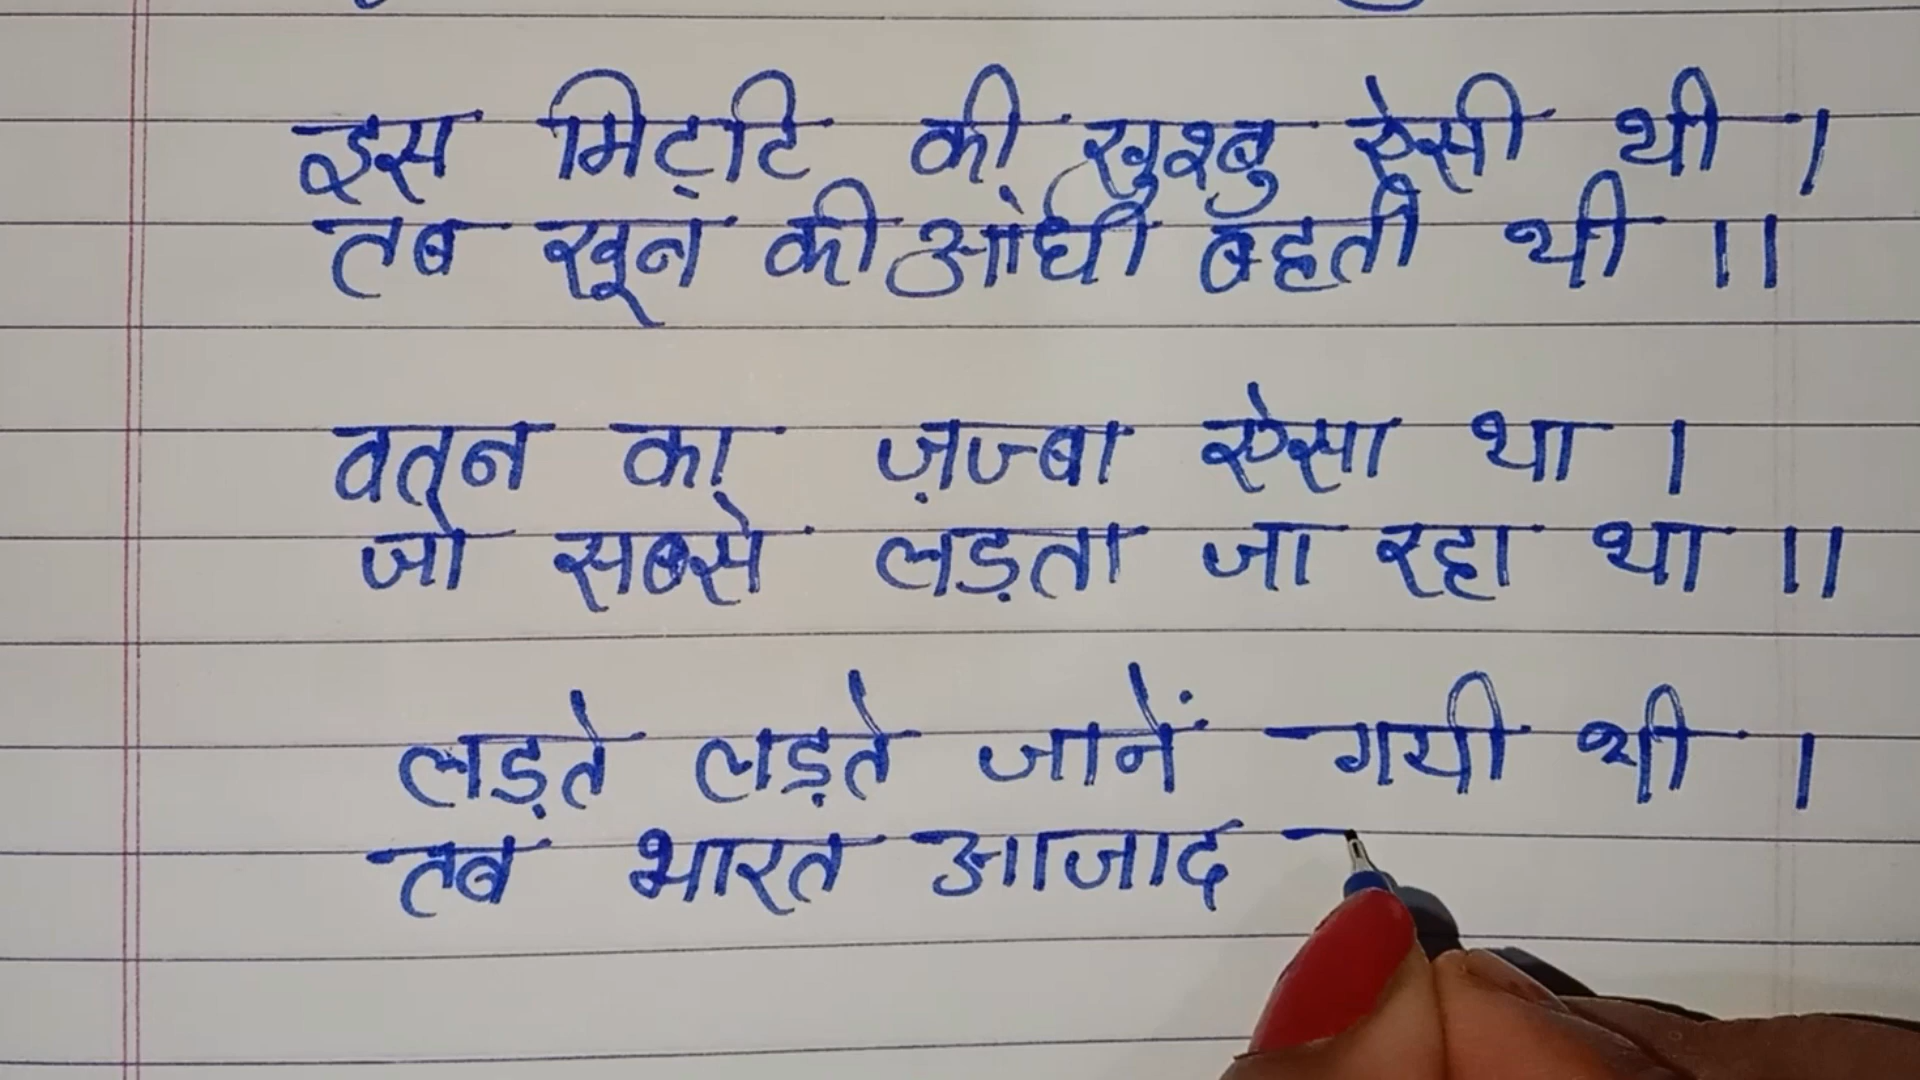 इस मिट्टि की खुश्बु ऐसी थी ।
तब खून की आंधी बहती थी ।।
वतन का ज़ज्बा ऐसा था ।
जो सबसे लड़ता जा रहा था ।।
लड़ते लड़ते जानें गयी थी ।
तब भारत आजाद